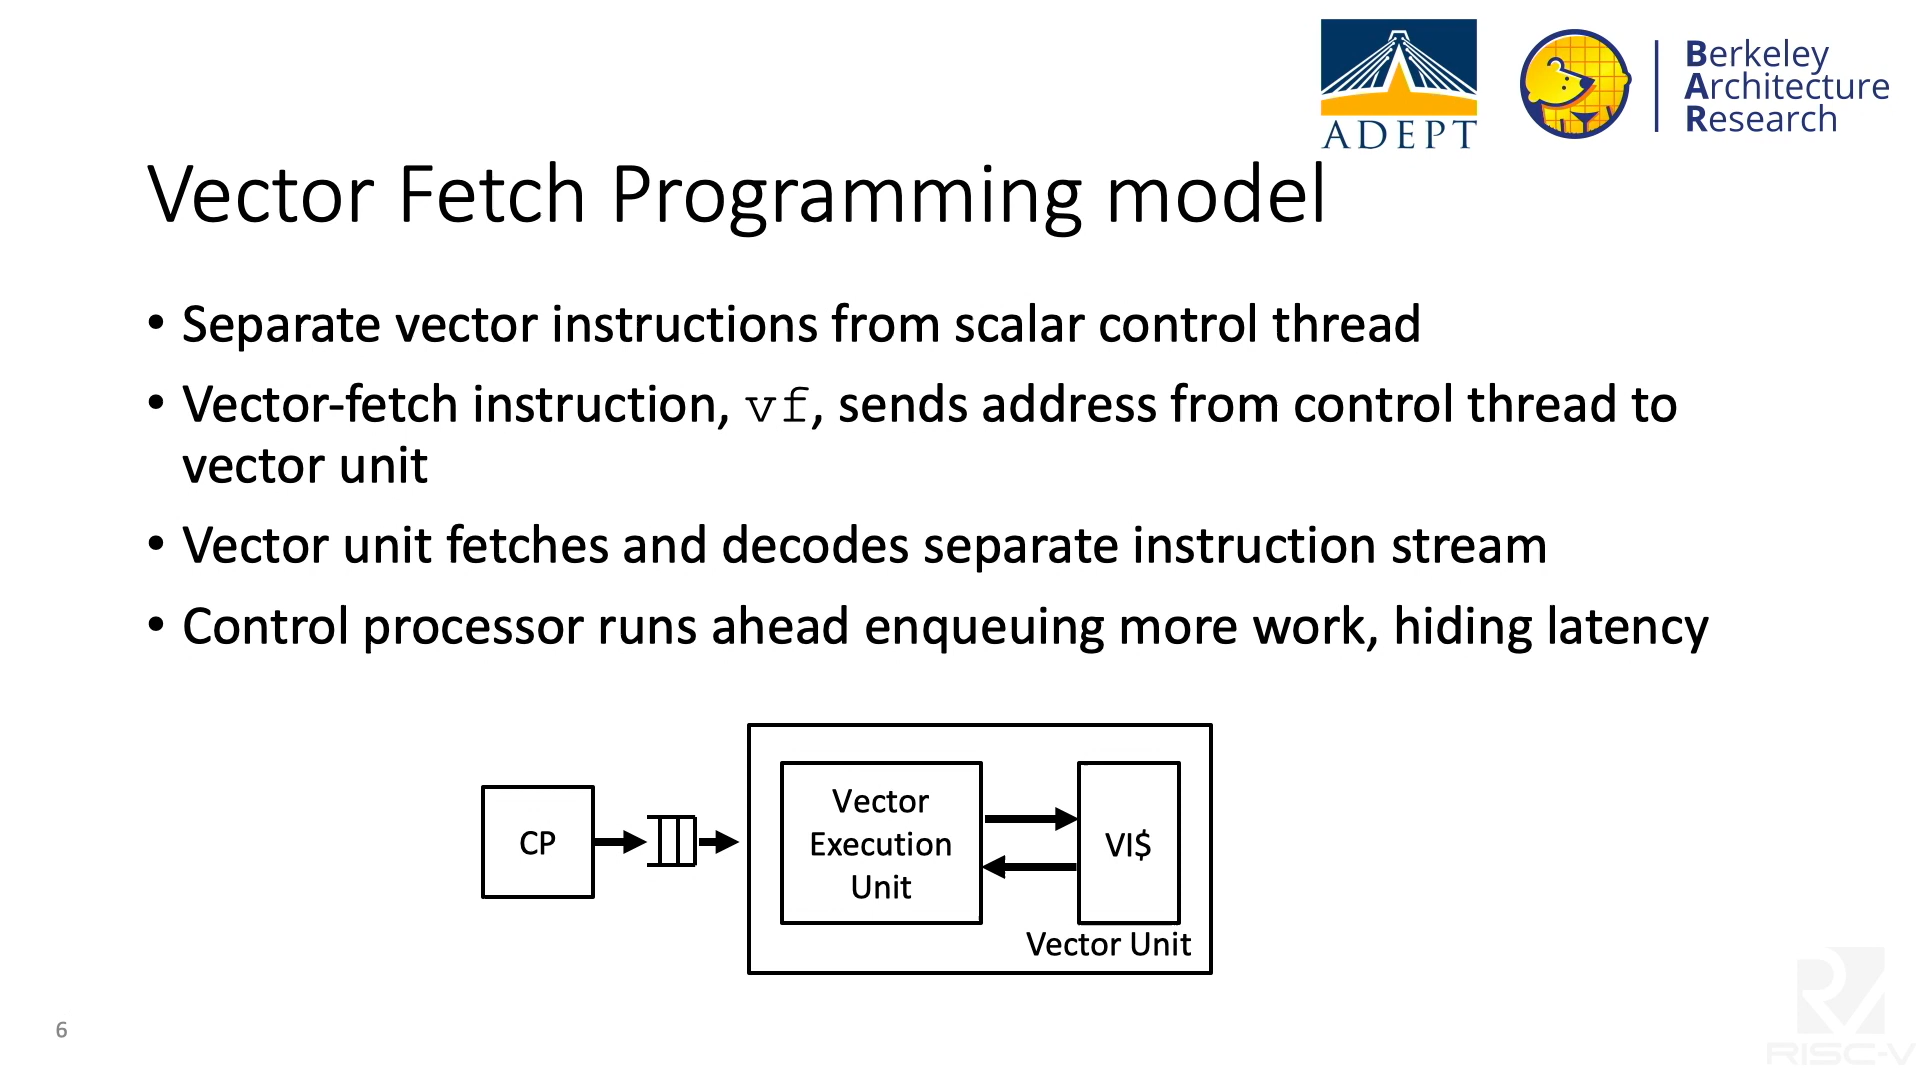 ADEPT
Berkeley
Architecture
Research
Vector Fetch Programming model
• Separate vector instructions from scalar control thread
• Vector-fetch instruction, vf, sends address from control thread to
vector unit
• Vector unit fetches and decodes separate instruction stream
• Control processor runs ahead enqueuing more work, hiding latency
CP
Vector
Execution
Unit
VI$
Vector Unit
6
RISC-V